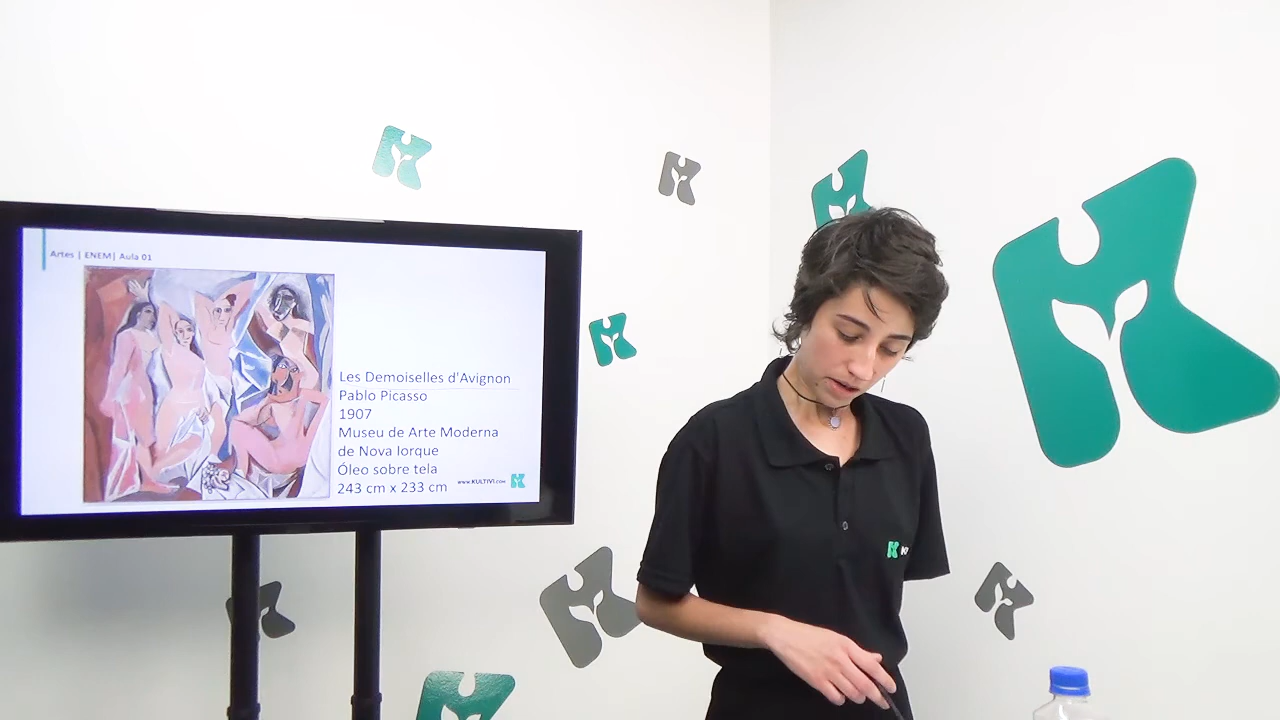 Artes | ENEM| Aula 01
Les Demoiselles d'Avignon
Pablo Picasso
1907
Museu de Arte Moderna
de Nova Iorque
Óleo sobre tela
243 cm x 233 cm
www.KULTIVI.com